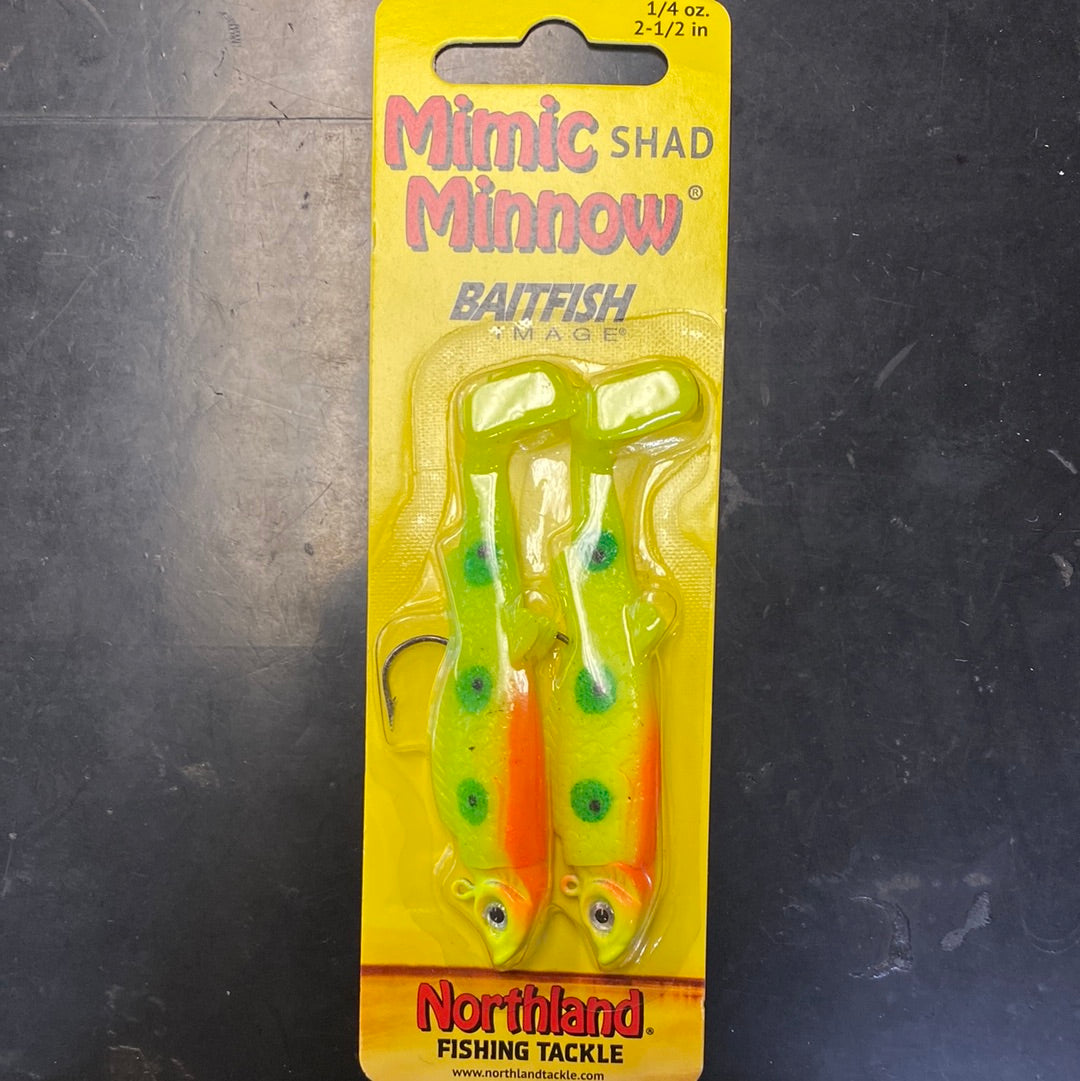 1/4 oz.
2-1/2 in
Mimic SHAD
Minnow®
BAITFISH
IMAGE®
Northland®
FISHING TACKLE
www.northlandtackle.com